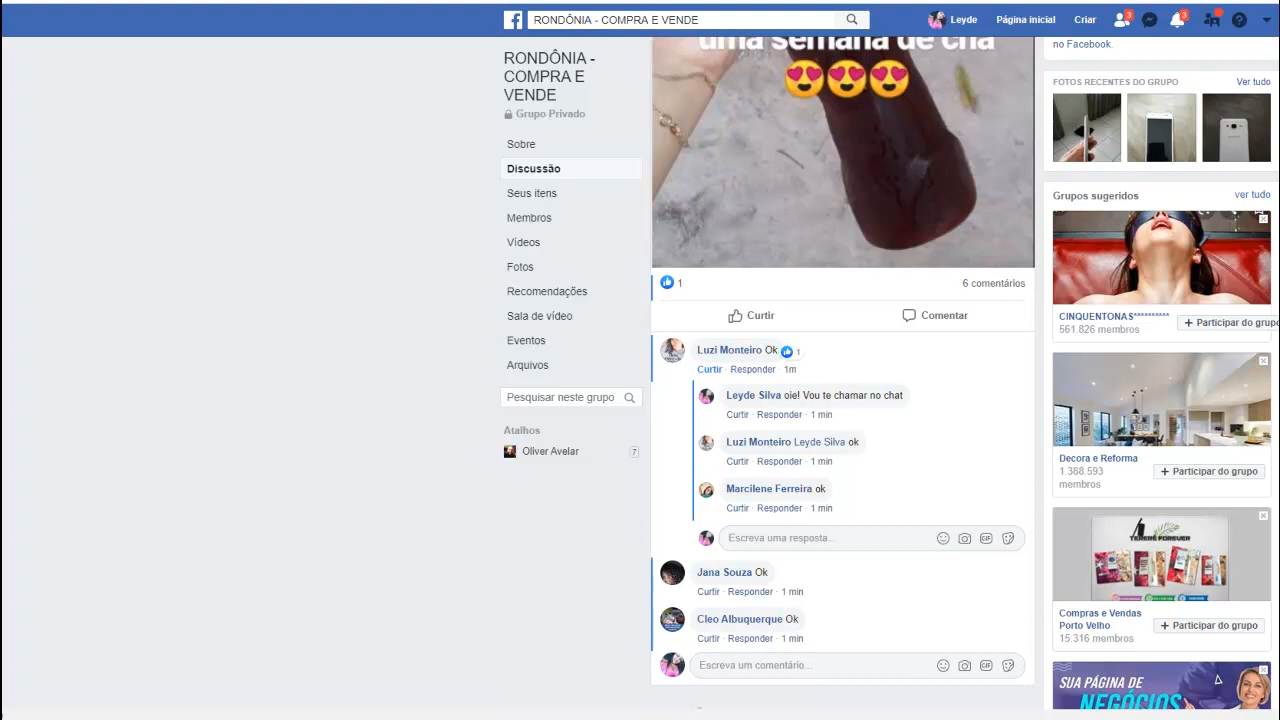 RONDÔNIA - COMPRA E VENDE
Leyde
Página inicial
Criar
3
3
RONDÔNIA -
COMPRA E
VENDE
Grupo Privado
Sobre
Discussão
Seus itens
Membros
Vídeos
Fotos
Recomendações
Sala de vídeo
Eventos
Arquivos
Pesquisar neste grupo
Atalhos
Oliver Avelar
7
uma semana de chá
1
6 comentários
Curtir
Comentar
Luzi Monteiro Ok
1
Curtir · Responder · 1m
Leyde Silva oie! Vou te chamar no chat
Curtir · Responder · 1 min
Luzi Monteiro Leyde Silva ok
Curtir · Responder · 1 min
Marcilene Ferreira ok
Curtir · Responder · 1 min
Escreva uma resposta...
GIF
Jana Souza Ok
Curtir · Responder · 1 min
Cleo Albuquerque Ok
Curtir · Responder · 1 min
Escreva um comentário...
GIF
no Facebook.
FOTOS RECENTES DO GRUPO
Ver tudo
Grupos sugeridos
ver tudo
CINQUENTONAS**********
561.826 membros
+ Participar do grupo
Decora e Reforma
1.388.593
membros
+ Participar do grupo
TERERÉ FOREVER
Compras e Vendas
Porto Velho
15.316 membros
+ Participar do grupo
SUA PÁGINA DE
NEGÓCIOS